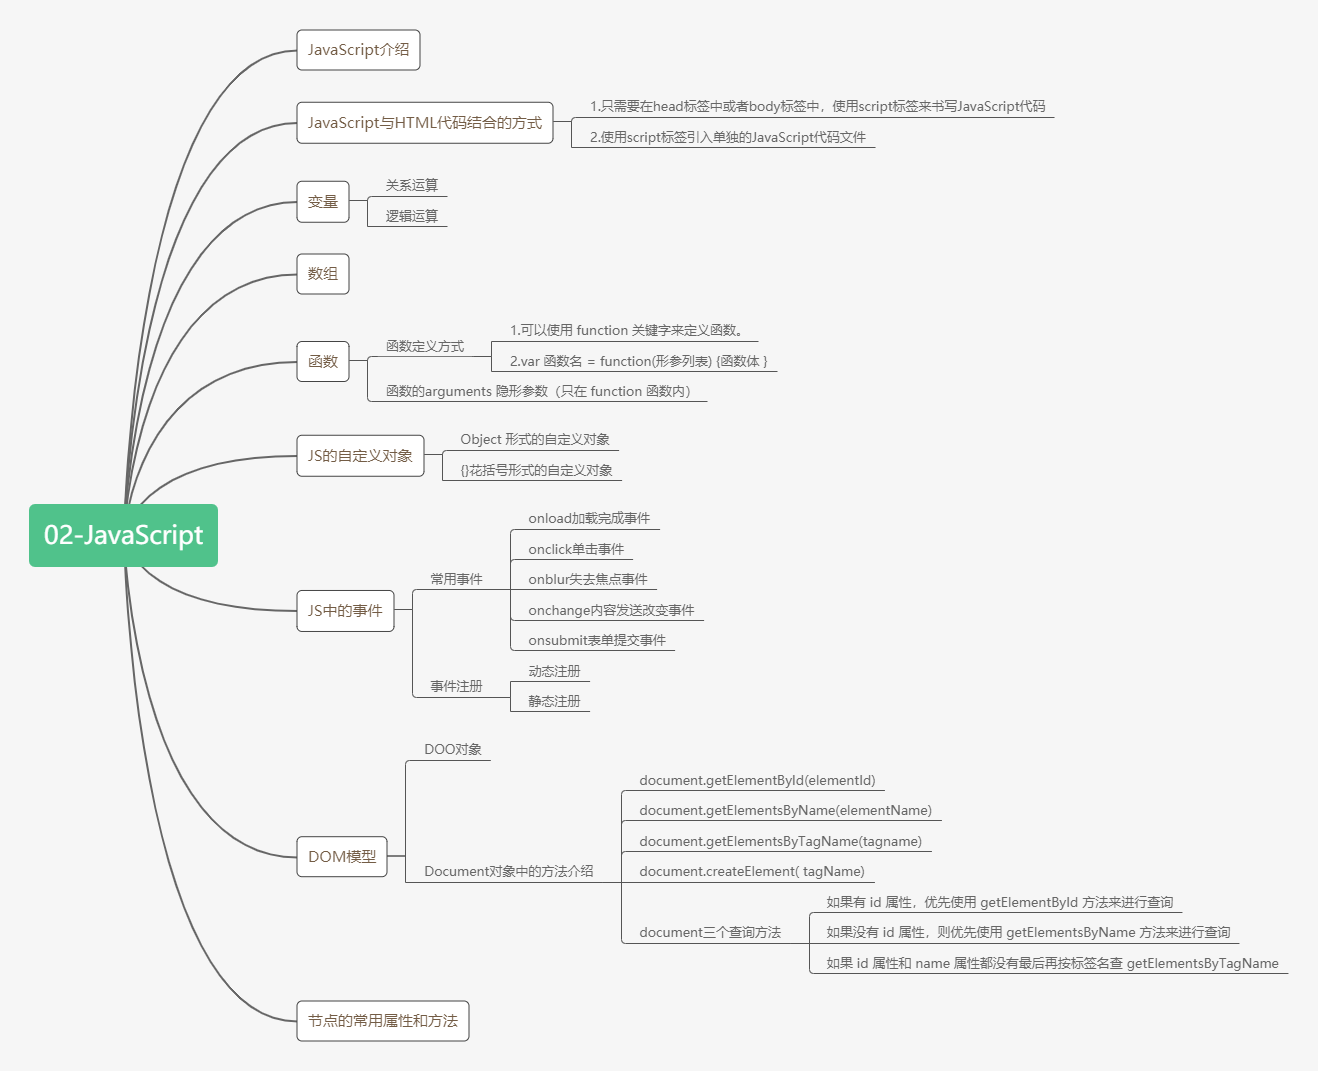 JavaScript介绍
JavaScript与HTML代码结合的方式
1.只需要在head标签中或者body标签中，使用script标签来书写JavaScript代码
2.使用script标签引入单独的JavaScript代码文件
变量
关系运算
逻辑运算
数组
函数
函数定义方式
1.可以使用 function 关键字来定义函数。
2.var 函数名 = function(形参列表) {函数体 }
函数的arguments 隐形参数（只在 function 函数内）
JS的自定义对象
Object 形式的自定义对象
{}花括号形式的自定义对象
02-JavaScript
JS中的事件
常用事件
onload加载完成事件
onclick单击事件
onblur失去焦点事件
onchange内容发送改变事件
onsubmit表单提交事件
事件注册
动态注册
静态注册
DOM模型
DOO对象
Document对象中的方法介绍
document.getElementById(elementId)
document.getElementsByName(elementName)
document.getElementsByTagName(tagname)
document.createElement( tagName)
document三个查询方法
如果有 id 属性，优先使用 getElementById 方法来进行查询
如果没有 id 属性，则优先使用 getElementsByName 方法来进行查询
如果 id 属性和 name 属性都没有最后再按标签名查 getElementsByTagName
节点的常用属性和方法